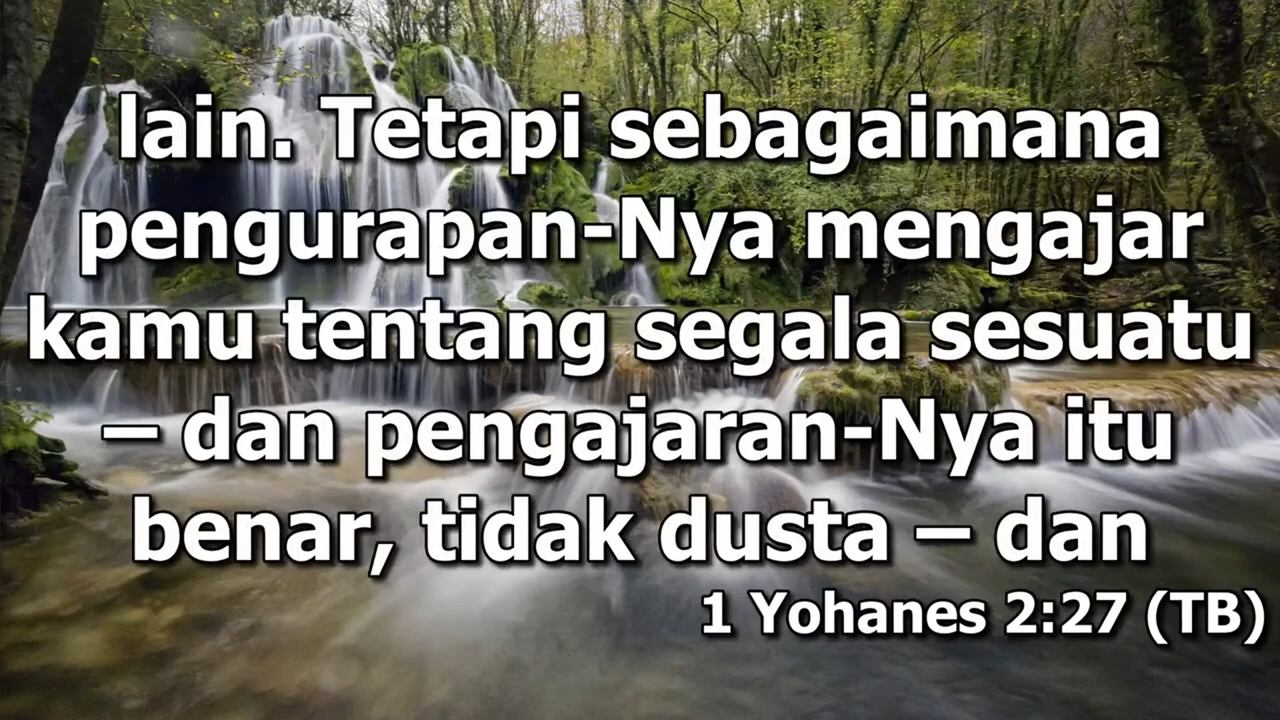 lain. Tetapi sebagaimana
pengurapan-Nya mengajar
kamu tentang segala sesuatu
– dan pengajaran-Nya itu
benar, tidak dusta – dan
1 Yohanes 2:27 (TB)